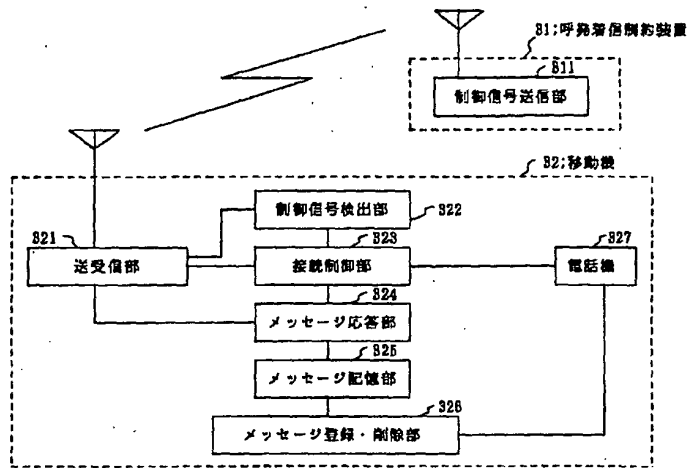 31;呼発着信制約装置
311
制御信号送信部
32;移動機
制御信号検出部
322
321
送受信部
323
接続制御部
327
電話機
324
メッセージ応答部
325
メッセージ記憶部
326
メッセージ登録・削除部